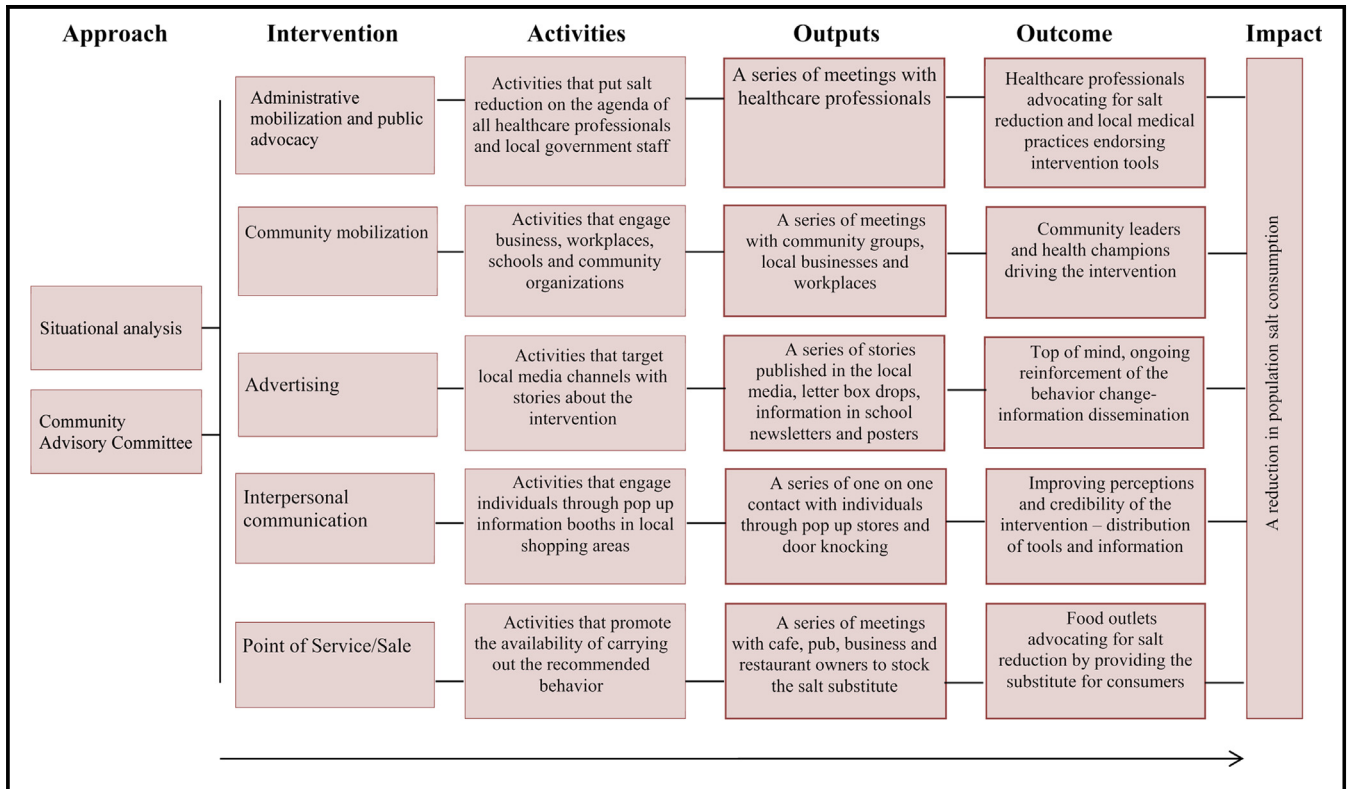 Approach
Intervention
Activities
Outputs
Outcome
Impact
Situational analysis
Community
Advisory Committee
Administrative
mobilization and public
advocacy
Activities that put salt
reduction on the agenda of
all healthcare professionals
and local government staff
A series of meetings with
healthcare professionals
Healthcare professionals
advocating for salt
reduction and local medical
practices endorsing
intervention tools
Community mobilization
Activities that engage
business, workplaces,
schools and community
organizations
A series of meetings
with community groups,
local businesses and
workplaces
Community leaders
and health champions
driving the intervention
Advertising
Activities that target
local media channels with
stories about the
intervention
A series of stories
published in the local
media, letter box drops,
information in school
newsletters and posters
Top of mind, ongoing
reinforcement of the
behavior change-
information dissemination
Interpersonal
communication
Activities that engage
individuals through pop up
information booths in local
shopping areas
A series of one on one
contact with individuals
through pop up stores and
door knocking
Improving perceptions
and credibility of the
intervention – distribution
of tools and information
Point of Service/Sale
Activities that promote
the availability of carrying
out the recommended
behavior
A series of meetings
with cafe, pub, business and
restaurant owners to stock
the salt substitute
Food outlets
advocating for salt
reduction by providing the
substitute for consumers
A reduction in population salt consumption